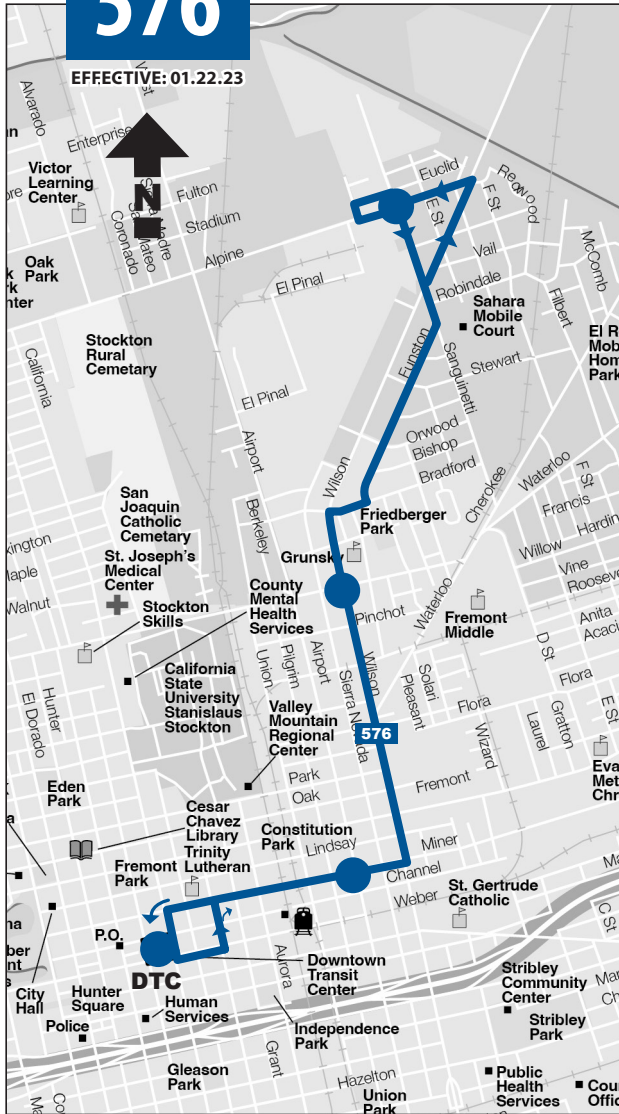 576
EFFECTIVE: 01.22.23
West
Alvarado
Enterprise
Victor
Learning
Center
N
Fulton
Stadium
Sierra Madre
San Mateo
Coronado
Alpine
Oak
Park
Euclid
Redwood
E St
F St
Vail
McComb
El Pinal
Robindale
Filbert
Sahara
Mobile
Court
Stockton
Rural
Cemetary
California
Funston
Sanguinetti
Stewart
El Pinal
Airport
Orwood
Bishop
Bradford
Wilson
Cherokee
Waterloo
F St
Francis
San
Joaquin
Catholic
Cemetary
Berkeley
Friedberger
Park
Willow
Vine
St. Joseph's
Medical
Center
Grunsky
Walnut
Stockton
Skills
County
Mental
Health
Services
Pinchot
Waterloo
Fremont
Middle
Anita
D St
Flora
California
State
University
Stanislaus
Stockton
Union
Pilgrim
Airport
Sierra Nevada
Wilson
Solari
Pleasant
Flora
Hunter
El Dorado
Valley
Mountain
Regional
Center
576
Wizard
Laurel
Gratton
E St
Eden
Park
Park
Oak
Fremont
Cesar
Chavez
Library
Constitution
Park
Lindsay
Miner
Trinity
Lutheran
Fremont
Park
Channel
Weber
St. Gertrude
Catholic
C St
P.O.
DTC
Aurora
Downtown
Transit
Center
Stribley
Community
Center
City
Hall
Hunter
Square
Human
Services
Police
Independence
Park
Stribley
Park
Gleason
Park
Grant
Hazelton
Union
Park
Public
Health
Services